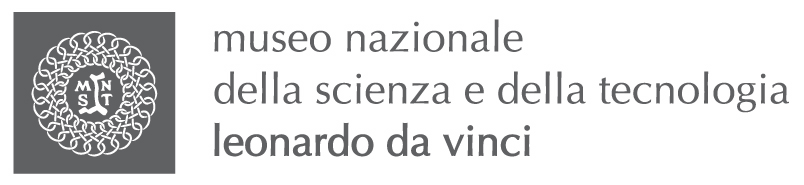 M N
S T
museo nazionale
della scienza e della tecnologia
leonardo da vinci